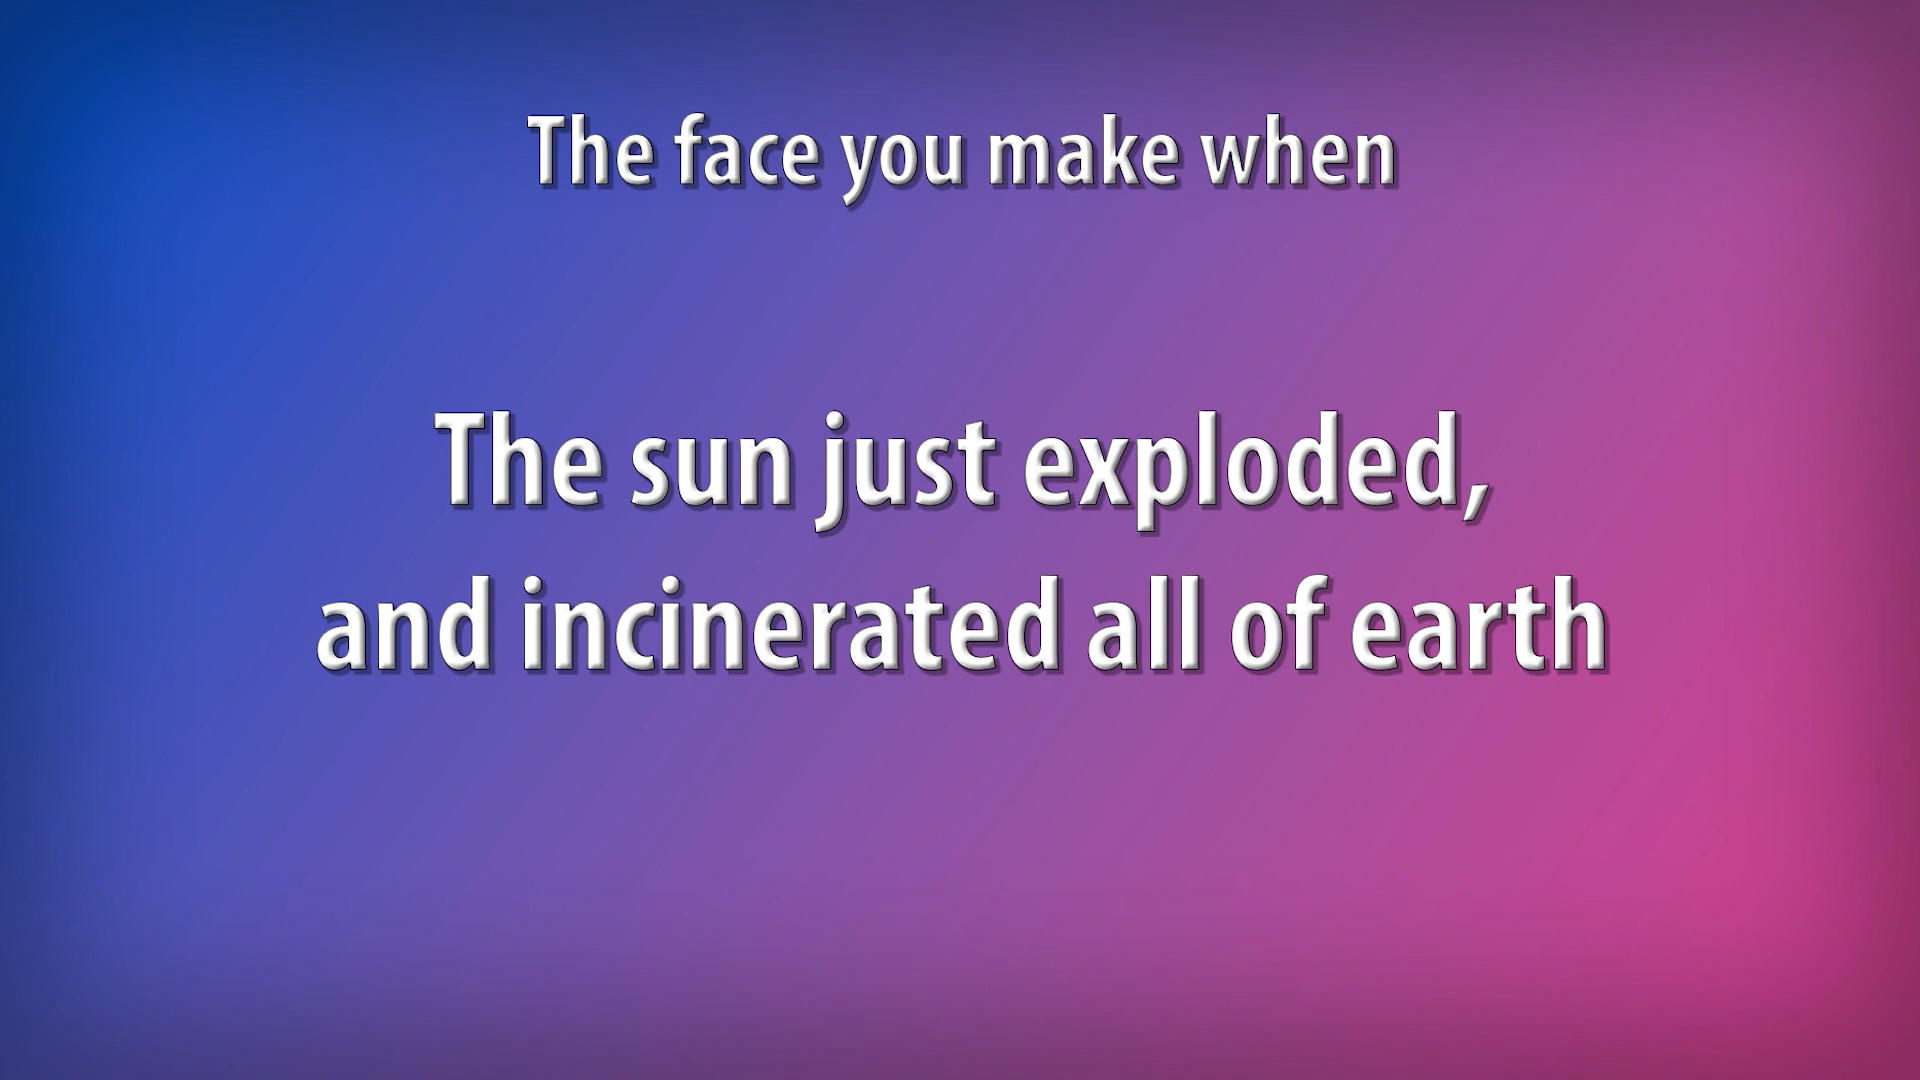 The face you make when
The sun just exploded,
and incinerated all of earth